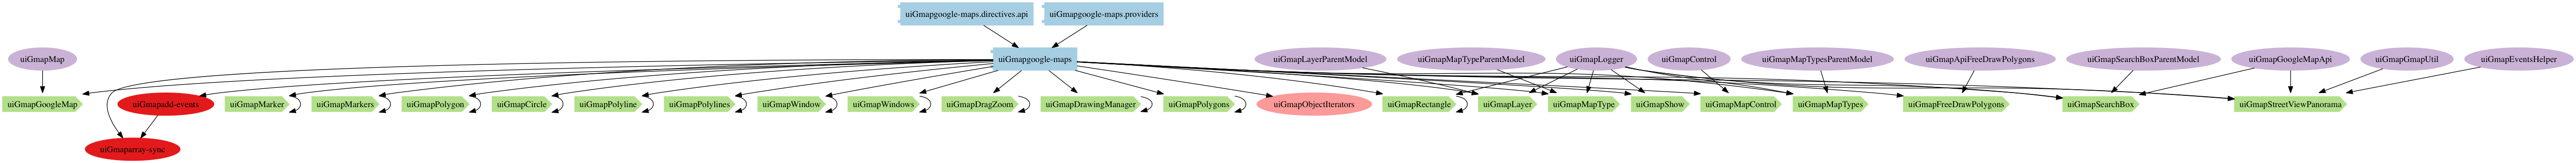 uiGmapgoogle-maps.directives.api
uiGmapgoogle-maps.providers
uiGmapMap
uiGmapgoogle-maps
uiGmapLayerParentModel
uiGmapMapTypeParentModel
uiGmapLogger
uiGmapControl
uiGmapMapTypesParentModel
uiGmapApiFreeDrawPolygons
uiGmapSearchBoxParentModel
uiGmapGoogleMapApi
uiGmapGmapUtil
uiGmapEventsHelper
uiGmapGoogleMap
uiGmapadd-events
uiGmapMarker
uiGmapMarkers
uiGmapPolygon
uiGmapCircle
uiGmapPolyline
uiGmapPolylines
uiGmapWindow
uiGmapWindows
uiGmapDragZoom
uiGmapDrawingManager
uiGmapPolygons
uiGmapObjectIterators
uiGmapRectangle
uiGmapLayer
uiGmapMapType
uiGmapShow
uiGmapMapControl
uiGmapMapTypes
uiGmapFreeDrawPolygons
uiGmapSearchBox
uiGmapStreetViewPanorama
uiGmaparray-sync